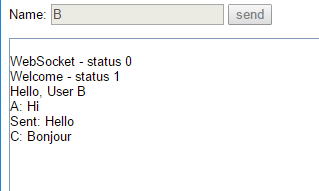 Name: B send
WebSocket - status 0
Welcome - status 1
Hello, User B
A: Hi
Sent: Hello
C: Bonjour